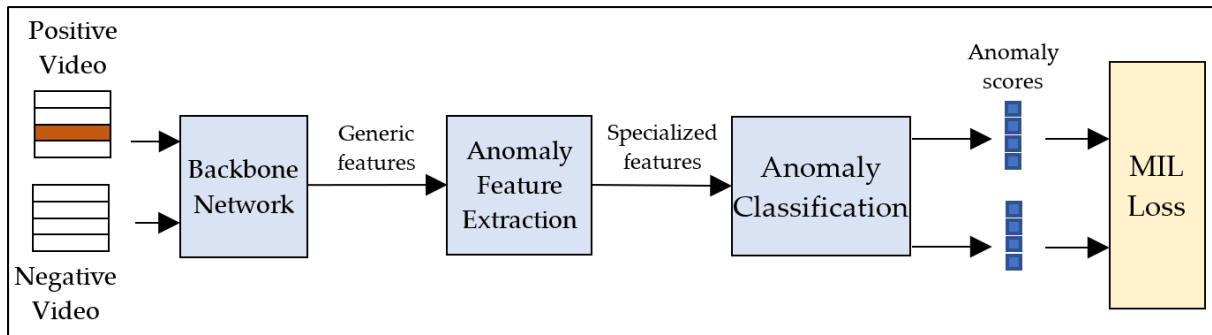 Positive
Video
Negative
Video
Backbone
Network
Generic
features
Anomaly
Feature
Extraction
Specialized
features
Anomaly
Classification
Anomaly
scores
MIL
Loss